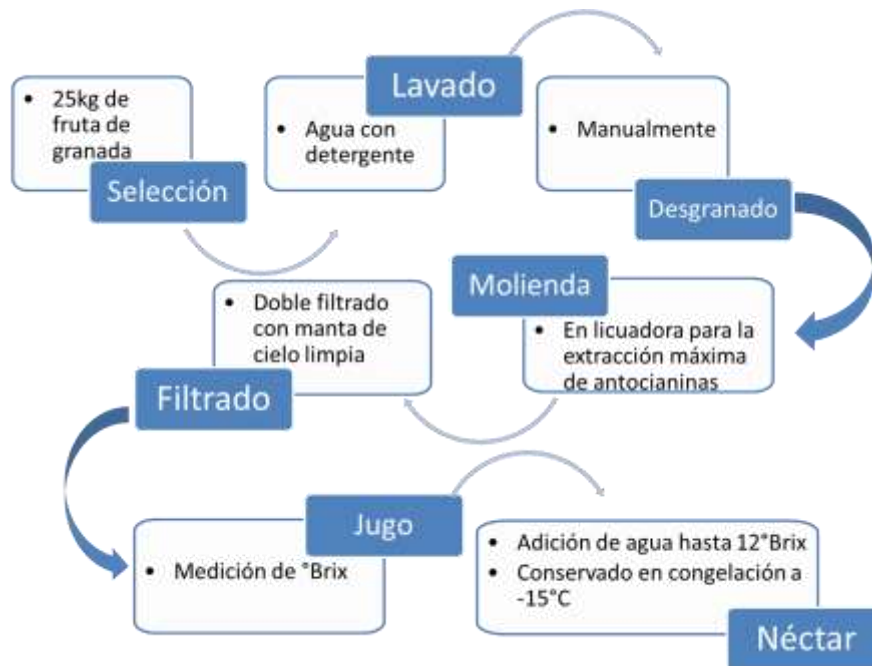 • 25kg de
fruta de
granada
Selección
Lavado
• Agua con
detergente
• Manualmente
Desgranado
Molienda
• En licuadora para la
extracción máxima
de antocianinas
• Doble filtrado
con manta de
cielo limpia
Filtrado
Jugo
• Medición de °Brix
• Adición de agua hasta 12°Brix
• Conservado en congelación a
-15°C
Néctar